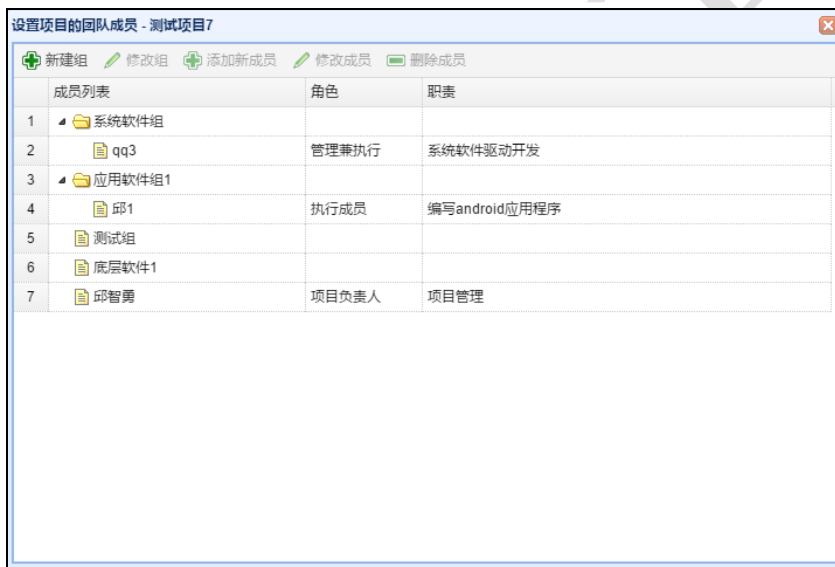 设置项目的团队成员 - 测试项目7
新建组 修改组 添加新成员 修改成员 删除成员
成员列表 角色 职责
1 系统软件组
2 qq3 管理兼执行 系统软件驱动开发
3 应用软件组1
4 邱1 执行成员 编写android应用程序
5 测试组
6 底层软件1
7 邱智勇 项目负责人 项目管理